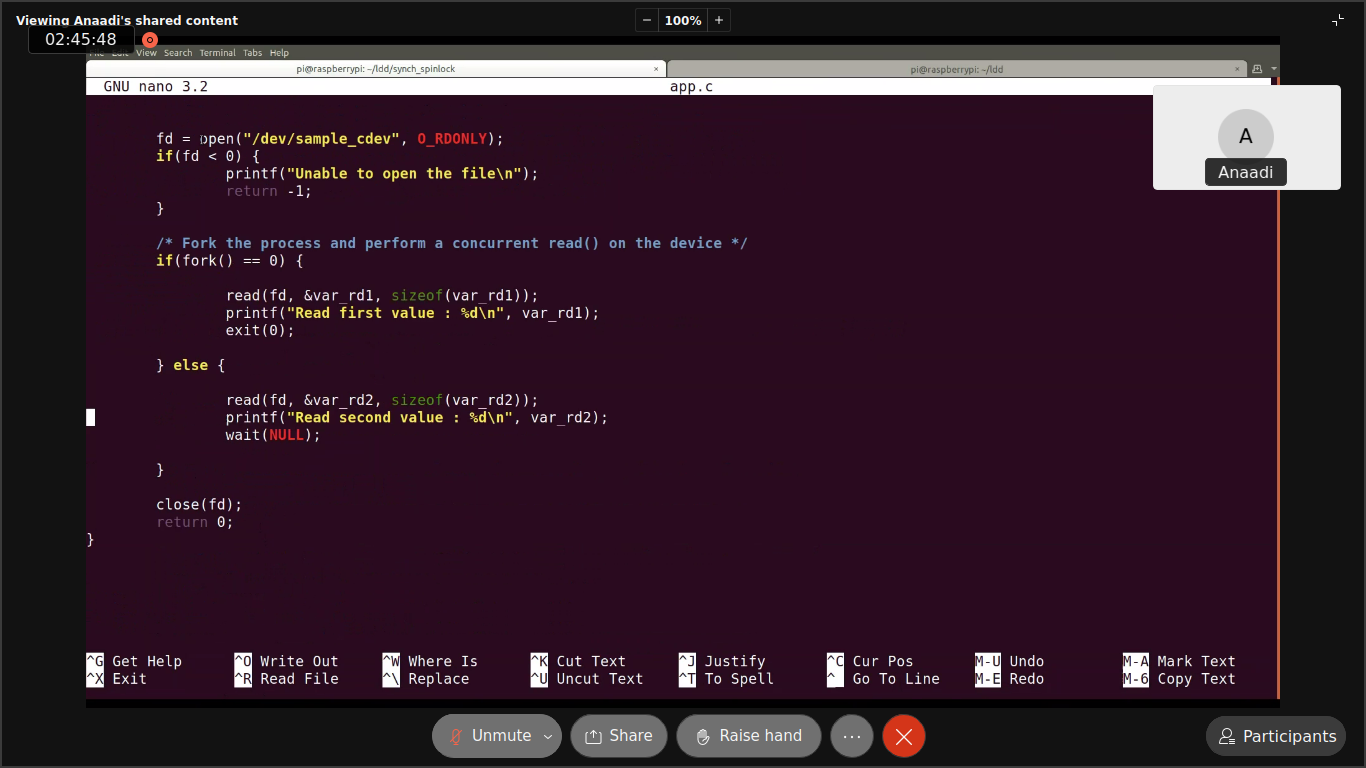 Viewing Anaadi's shared content
− 100% +
02:45:48
File Edit View Search Terminal Tabs Help
pi@raspberrypi: ~/ldd/synch_spinlock ×
pi@raspberrypi: ~/ldd ×
GNU nano 3.2 app.c
A
Anaadi
fd = open("/dev/sample_cdev", O_RDONLY);
if(fd < 0) {
printf("Unable to open the file\n");
return -1;
}
/* Fork the process and perform a concurrent read() on the device */
if(fork() == 0) {
read(fd, &var_rd1, sizeof(var_rd1));
printf("Read first value : %d\n", var_rd1);
exit(0);
} else {
read(fd, &var_rd2, sizeof(var_rd2));
printf("Read second value : %d\n", var_rd2);
wait(NULL);
}
close(fd);
return 0;
}
^G Get Help ^O Write Out ^W Where Is ^K Cut Text ^J Justify ^C Cur Pos M-U Undo M-A Mark Text
^X Exit ^R Read File ^\ Replace ^U Uncut Text ^T To Spell ^_ Go To Line M-E Redo M-6 Copy Text
Unmute Share Raise hand ... Participants